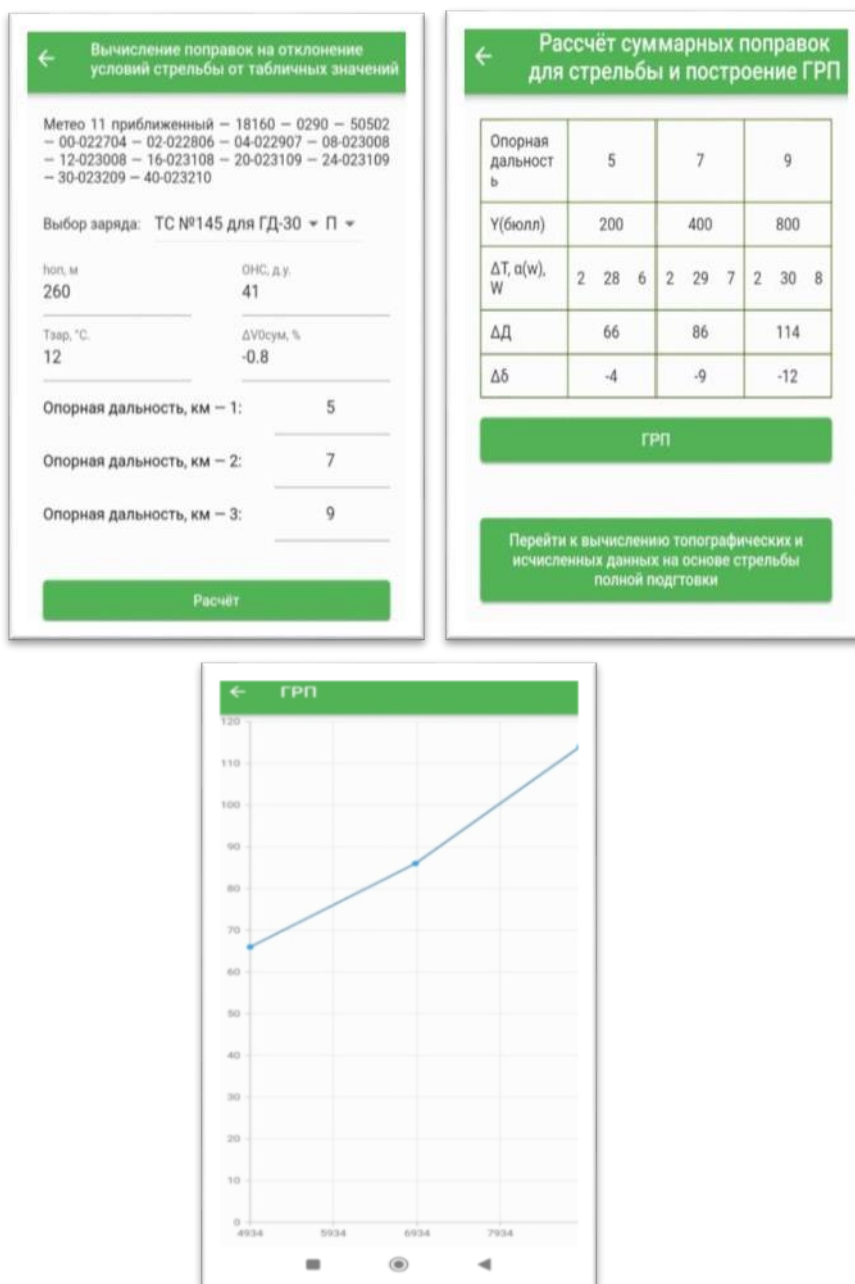 Вычисление поправок на отклонение
условий стрельбы от табличных значений
Метео 11 приближенный – 18160 – 0290 – 50502
– 00-022704 – 02-022806 – 04-022907 – 08-023008
– 12-023008 – 16-023108 – 20-023109 – 24-023109
– 30-023209 – 40-023210
Выбор заряда: ТС №145 для ГД-30 П
hоп, м ОНС, д.у.
260 41
Тзар, °С. ΔV0сум, %
12 -0.8
Опорная дальность, км – 1: 5
Опорная дальность, км – 2: 7
Опорная дальность, км – 3: 9
Расчёт
Рассчёт суммарных поправок
для стрельбы и построение ГРП
Опорная
дальност
ь
5 7 9
Y(бюлл) 200 400 800
ΔТ, α(w),
W
2 28 6 2 29 7 2 30 8
ΔД 66 86 114
Δδ -4 -9 -12
ГРП
Перейти к вычислению топографических и
исчисленных данных на основе стрельбы
полной подгтовки
ГРП
120
110
100
90
80
70
60
50
40
30
20
10
0
4934 5934 6934 7934